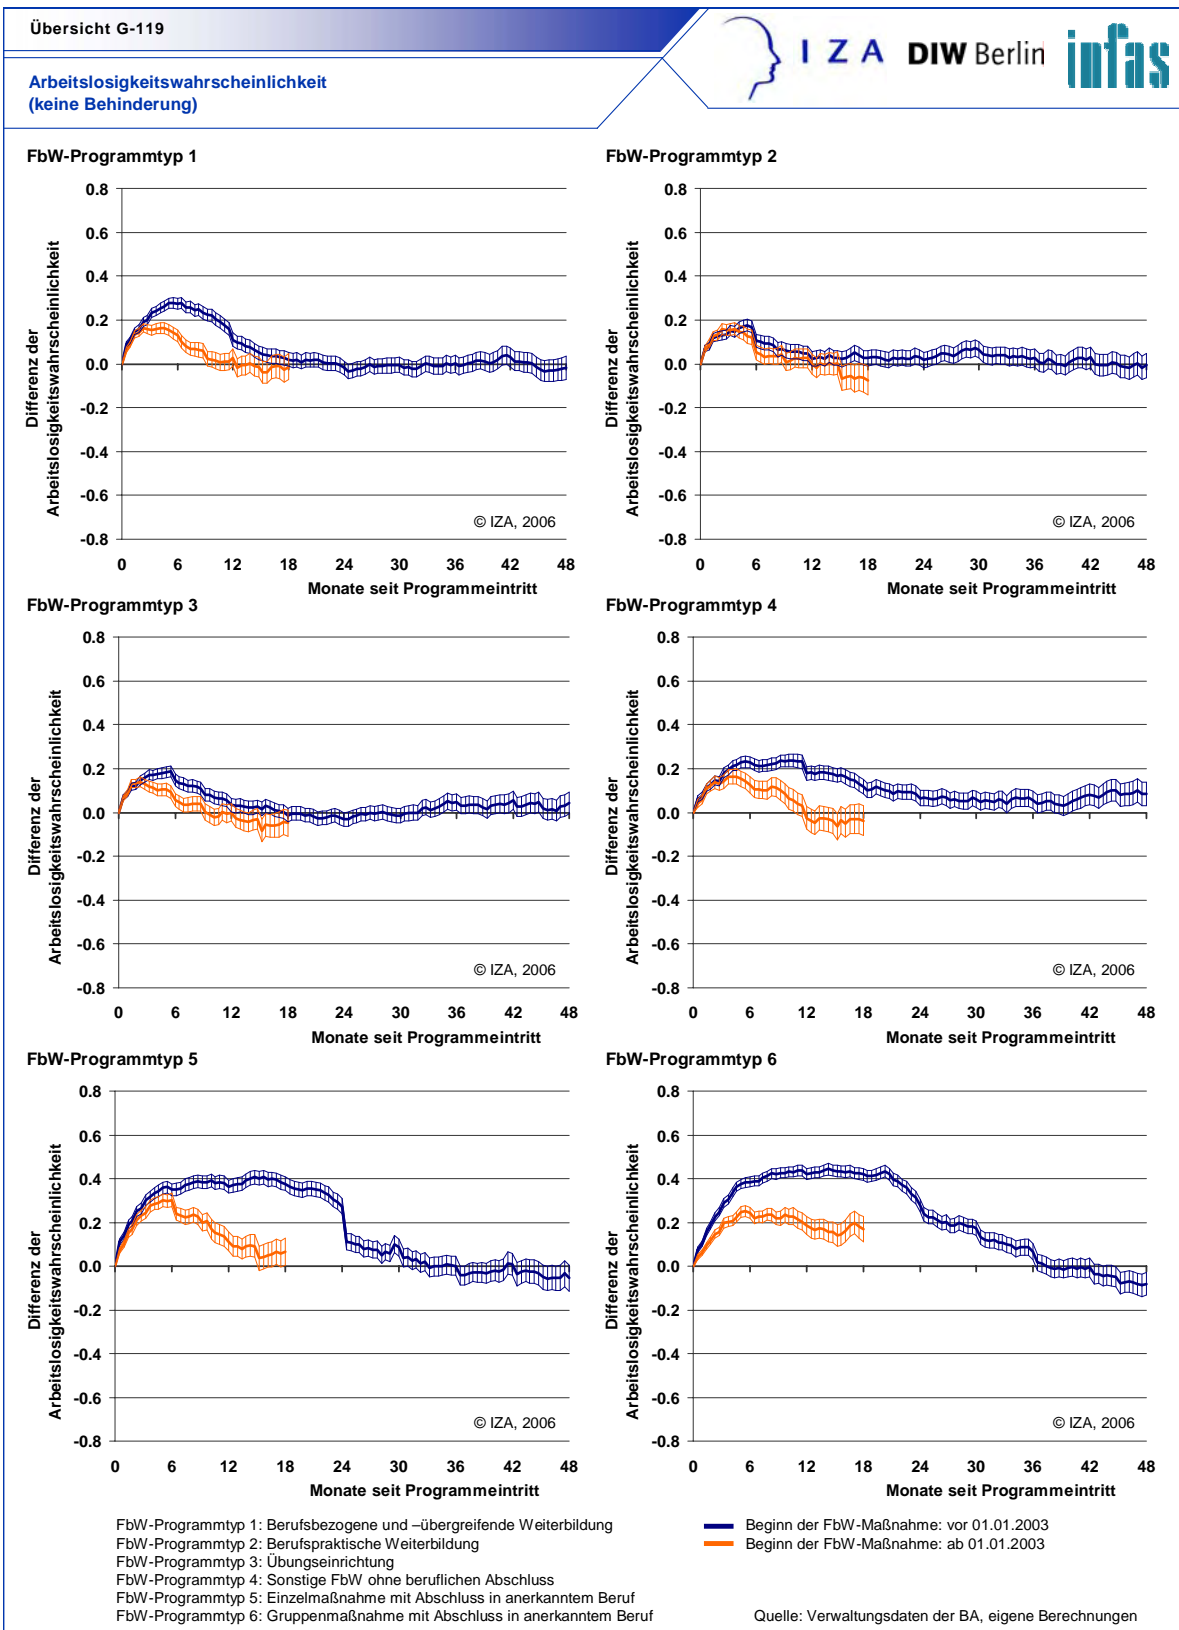 Übersicht G-119
IZA DIW Berlin infas
Arbeitslosigkeitswahrscheinlichkeit
(keine Behinderung)
FbW-Programmtyp 1
Differenz der
Arbeitslosigkeitswahrscheinlichkeit
0.8
0.6
0.4
0.2
0.0
-0.2
-0.4
-0.6
-0.8
© IZA, 2006
0 6 12 18 24 30 36 42 48
Monate seit Programmeintritt
FbW-Programmtyp 2
Differenz der
Arbeitslosigkeitswahrscheinlichkeit
0.8
0.6
0.4
0.2
0.0
-0.2
-0.4
-0.6
-0.8
© IZA, 2006
0 6 12 18 24 30 36 42 48
Monate seit Programmeintritt
FbW-Programmtyp 3
Differenz der
Arbeitslosigkeitswahrscheinlichkeit
0.8
0.6
0.4
0.2
0.0
-0.2
-0.4
-0.6
-0.8
© IZA, 2006
0 6 12 18 24 30 36 42 48
Monate seit Programmeintritt
FbW-Programmtyp 4
Differenz der
Arbeitslosigkeitswahrscheinlichkeit
0.8
0.6
0.4
0.2
0.0
-0.2
-0.4
-0.6
-0.8
© IZA, 2006
0 6 12 18 24 30 36 42 48
Monate seit Programmeintritt
FbW-Programmtyp 5
Differenz der
Arbeitslosigkeitswahrscheinlichkeit
0.8
0.6
0.4
0.2
0.0
-0.2
-0.4
-0.6
-0.8
© IZA, 2006
0 6 12 18 24 30 36 42 48
Monate seit Programmeintritt
FbW-Programmtyp 6
Differenz der
Arbeitslosigkeitswahrscheinlichkeit
0.8
0.6
0.4
0.2
0.0
-0.2
-0.4
-0.6
-0.8
© IZA, 2006
0 6 12 18 24 30 36 42 48
Monate seit Programmeintritt
FbW-Programmtyp 1: Berufsbezogene und –übergreifende Weiterbildung
FbW-Programmtyp 2: Berufspraktische Weiterbildung
FbW-Programmtyp 3: Übungseinrichtung
FbW-Programmtyp 4: Sonstige FbW ohne beruflichen Abschluss
FbW-Programmtyp 5: Einzelmaßnahme mit Abschluss in anerkanntem Beruf
FbW-Programmtyp 6: Gruppenmaßnahme mit Abschluss in anerkanntem Beruf
Beginn der FbW-Maßnahme: vor 01.01.2003
Beginn der FbW-Maßnahme: ab 01.01.2003
Quelle: Verwaltungsdaten der BA, eigene Berechnungen